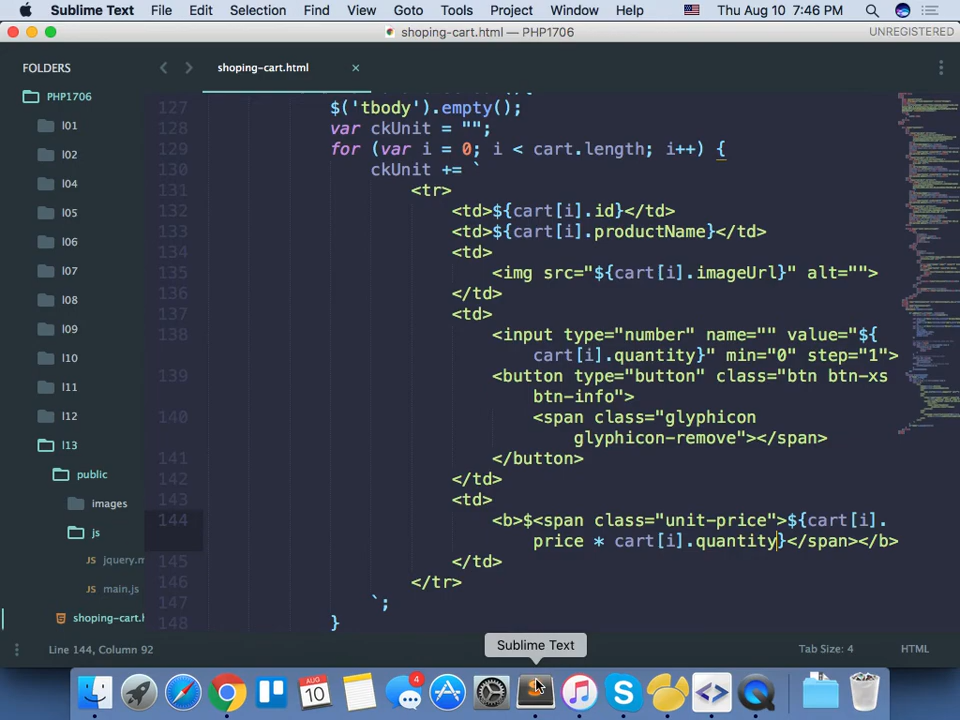 Sublime Text File Edit Selection Find View Goto Tools Project Window Help Thu Aug 10 7:46 PM
shoping-cart.html — PHP1706 UNREGISTERED
FOLDERS
PHP1706
l01
l02
l04
l05
l06
l07
l08
l09
l10
l11
l12
l13
public
images
js
jquery.m
main.js
shoping-cart.h
shoping-cart.html ×
127 $('tbody').empty();
128 var ckUnit = "";
129 for (var i = 0; i < cart.length; i++) {
130 ckUnit += `
131 <tr>
132 <td>${cart[i].id}</td>
133 <td>${cart[i].productName}</td>
134 <td>
135 <img src="${cart[i].imageUrl}" alt="">
136 </td>
137 <td>
138 <input type="number" name="" value="${
cart[i].quantity}" min="0" step="1">
139 <button type="button" class="btn btn-xs
btn-info">
140 <span class="glyphicon
glyphicon-remove"></span>
141 </button>
142 </td>
143 <td>
144 <b>$<span class="unit-price">${cart[i].
price * cart[i].quantity}</span></b>
145 </td>
146 </tr>
147 `;
148 }
Sublime Text
Line 144, Column 92 Tab Size: 4 HTML
4
AUG
10